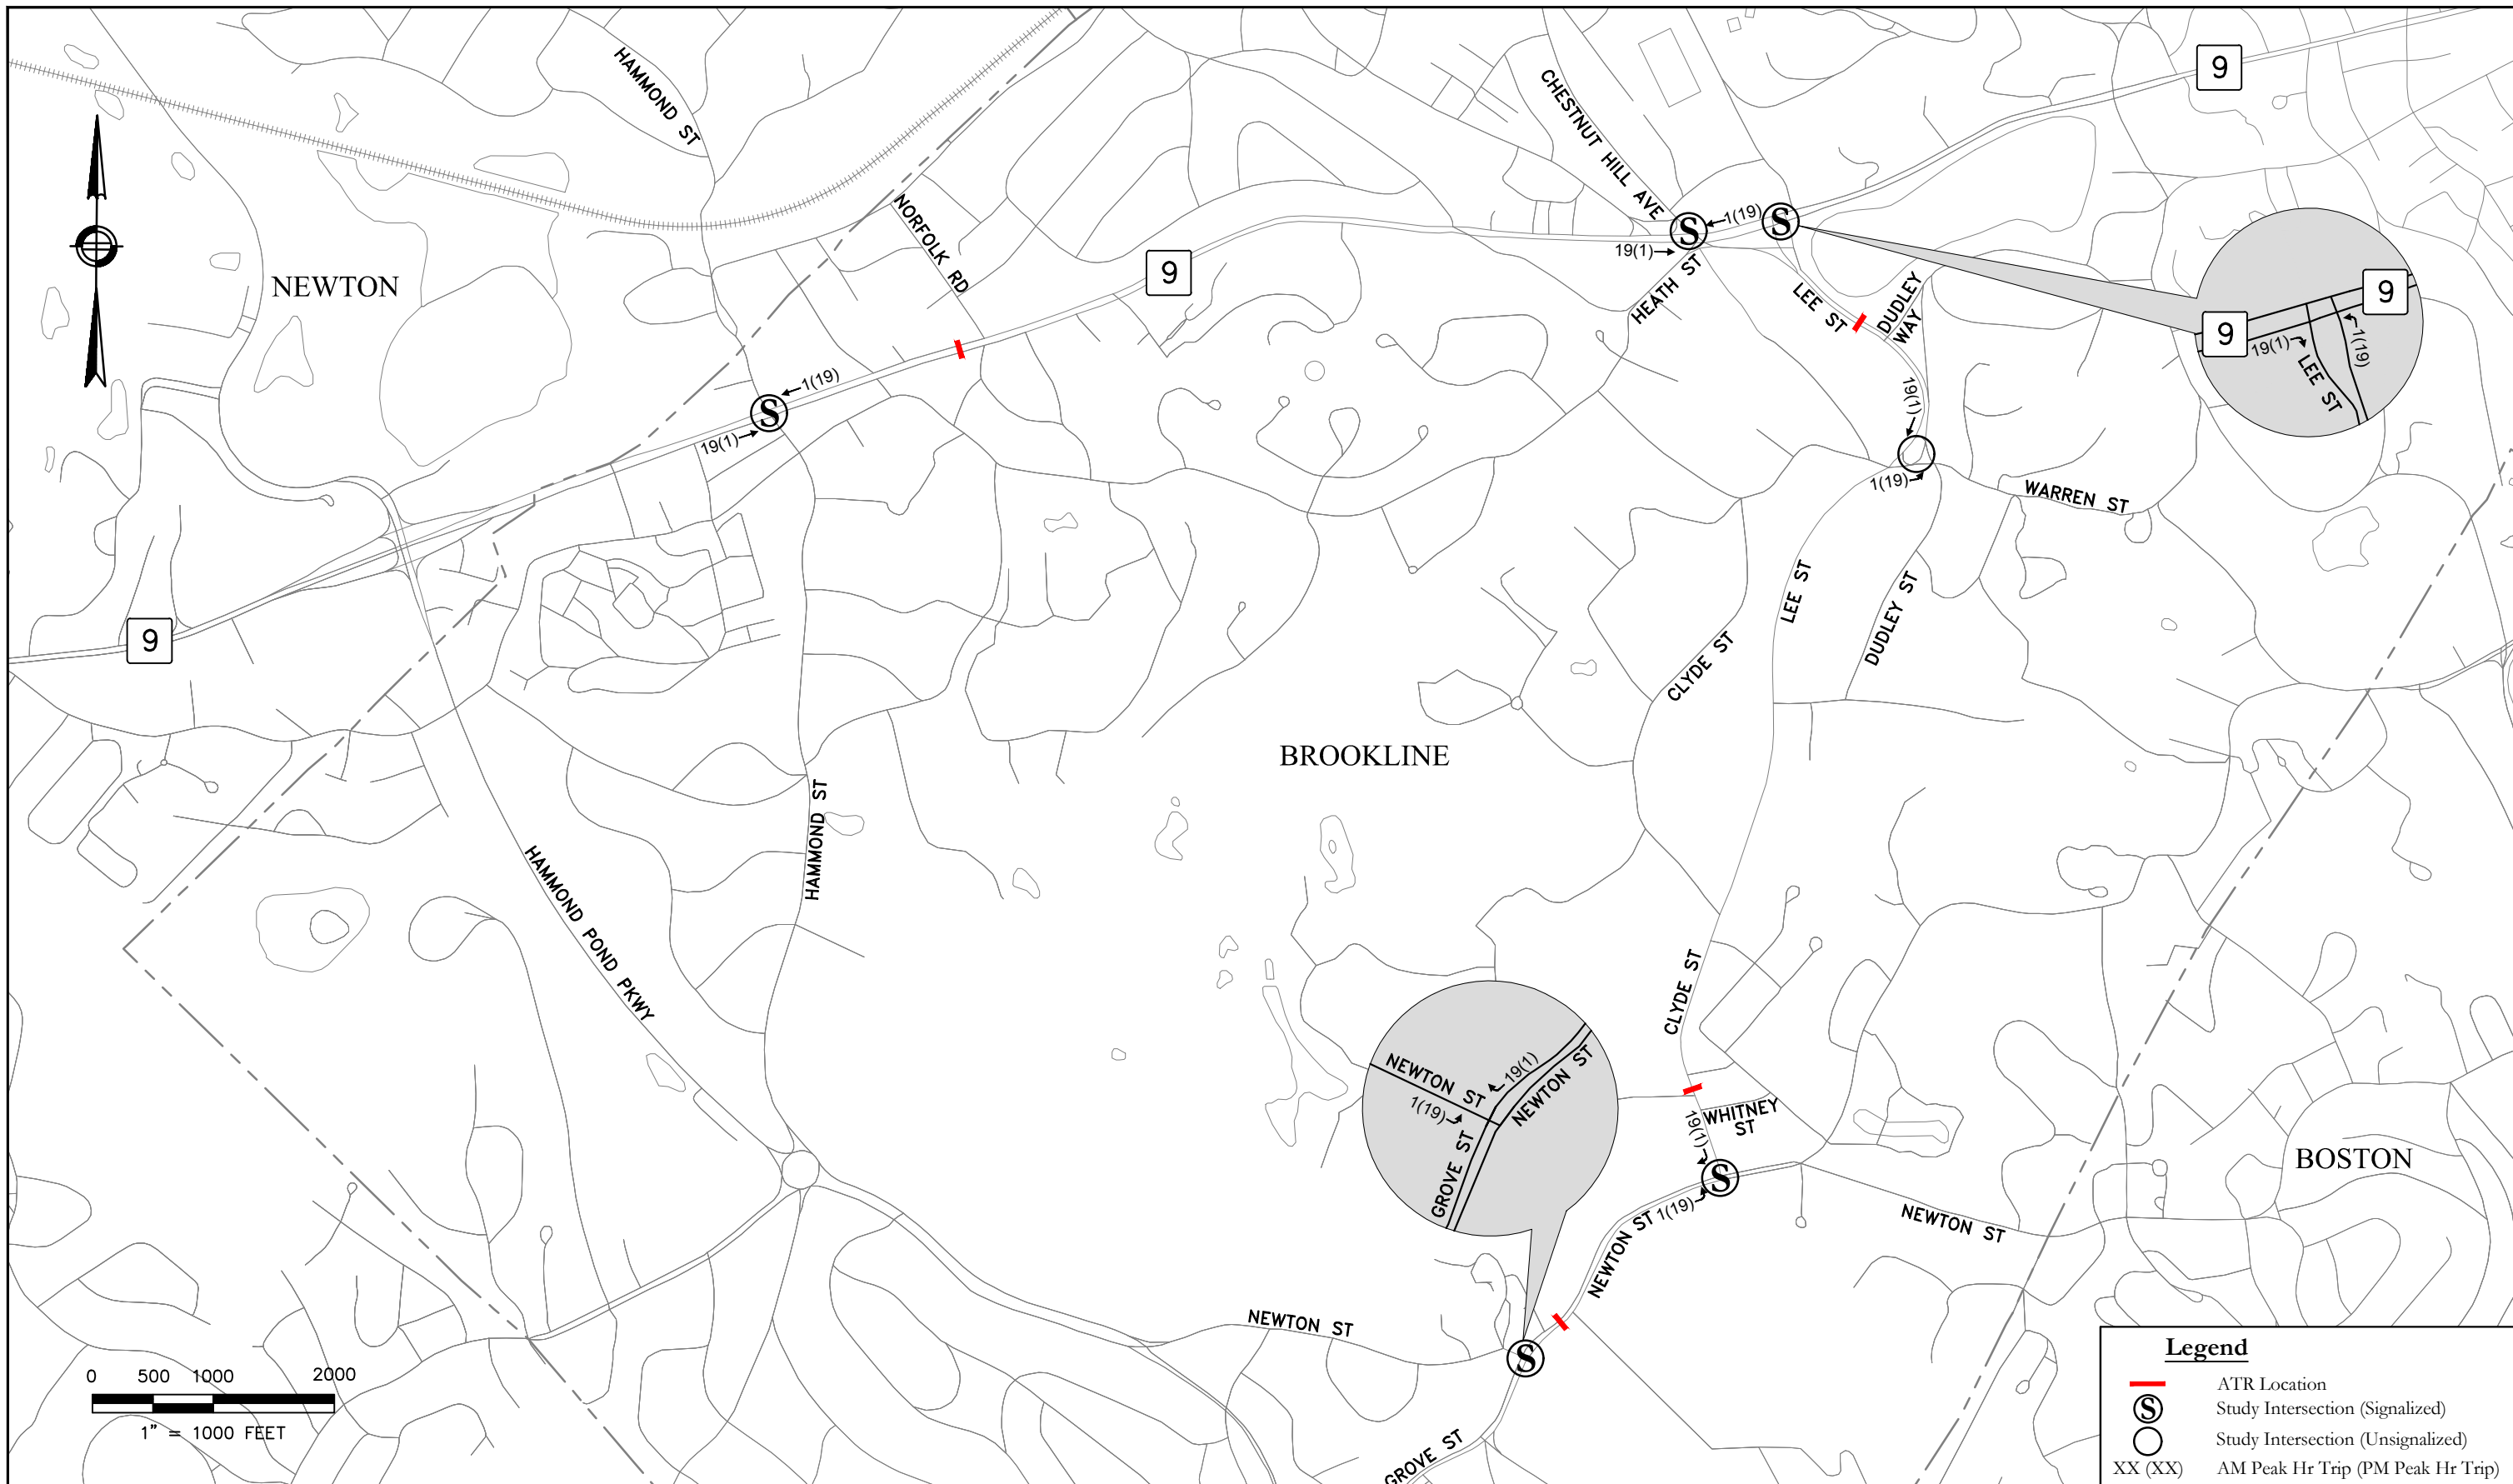 HAMMOND ST
CHESTNUT HILL AVE
9
NORFOLK RD
S
1(19)
S
19(1)
9
HEATH ST
LEE ST
DUDLEY
WAY
NEWTON
9
9
19(1)
1(19)
LEE ST
1(19)
S
19(1)
19(1)
1(19)
WARREN ST
9
LEE ST
DUDLEY ST
CLYDE ST
BROOKLINE
HAMMOND ST
HAMMOND POND PKWY
CLYDE ST
NEWTON ST
19(1)
NEWTON ST
1(19)
GROVE ST
WHITNEY
ST
19(1)
S
1(19)
NEWTON ST
NEWTON ST
BOSTON
NEWTON ST
S
GROVE ST
0 500 1000 2000
1" = 1000 FEET
Legend
ATR Location
S Study Intersection (Signalized)
Study Intersection (Unsignalized)
XX (XX) AM Peak Hr Trip (PM Peak Hr Trip)